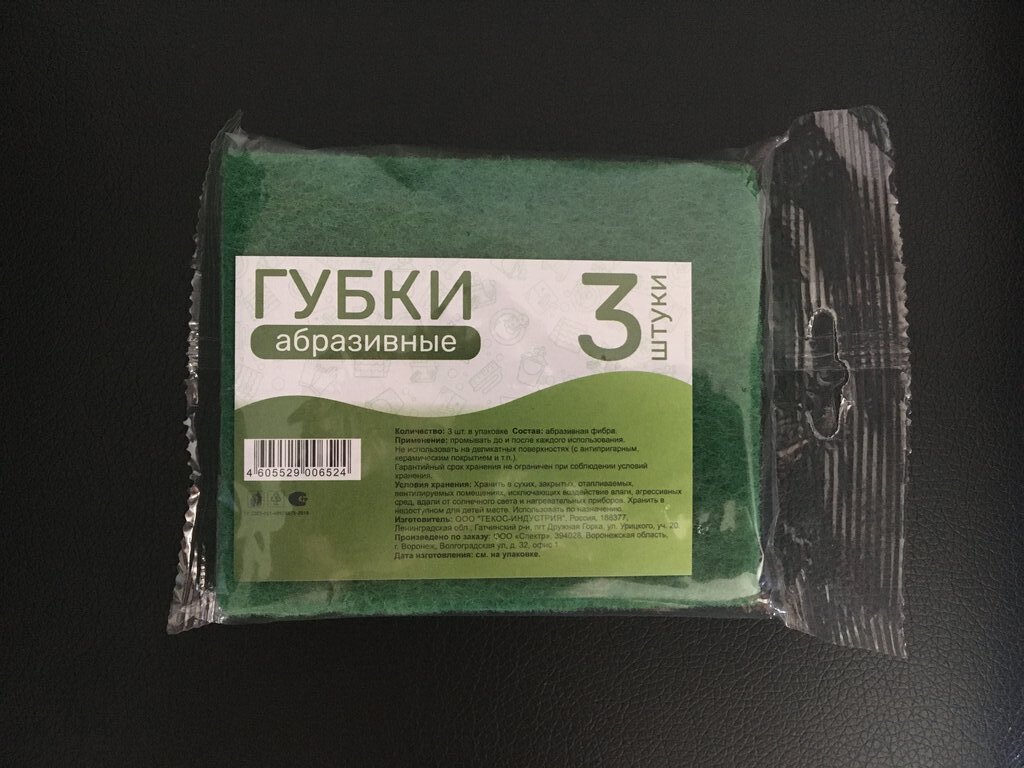 ГУБКИ
абразивные
3
штуки
Количество: 3 шт. в упаковке Состав: абразивная фибра.
Применение: промывать до и после каждого использования.
Не использовать на деликатных поверхностях (с антипригарным,
керамическим покрытием и т.п.).
Гарантийный срок хранения не ограничен при соблюдении условий
хранения.
Условия хранения: Хранить в сухих, закрытых, отапливаемых,
вентилируемых помещениях, исключающих воздействие влаги, агрессивных
сред, вдали от солнечного света и нагревательных приборов. Хранить в
недоступном для детей месте. Использовать по назначению.
Изготовитель: ООО "ТЕКОС-ИНДУСТРИЯ", Россия, 188377,
Ленинградская обл., Гатчинский р-н, пгт Дружная Горка, ул. Урицкого, уч. 20.
Произведено по заказу: ООО «Спектр», 394028, Воронежская область,
г. Воронеж, Волгоградская ул, д. 32, офис 1
Дата изготовления: см. на упаковке.
4 605529 006524